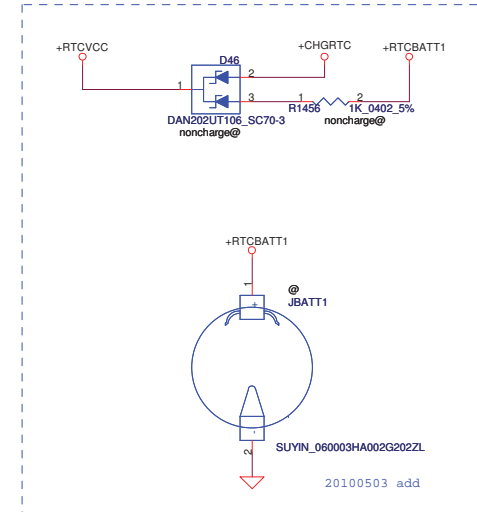 +RTCVCC
+CHGRTC
+RTCBATT1
D46
1
2
3
1
2
R1456
1K_0402_5%
DAN202UT106_SC70-3
noncharge@
noncharge@
+RTCBATT1
1
@
JBATT1
+
-
2
SUYIN_060003HA002G202ZL
20100503 add